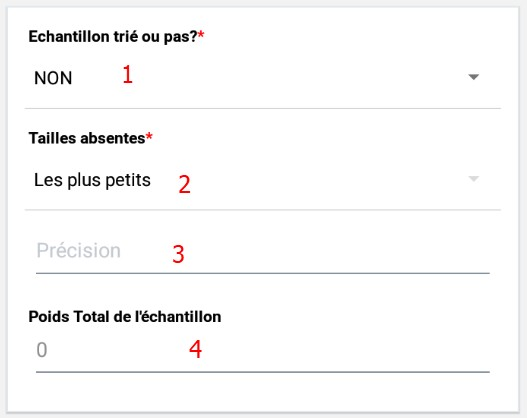 Echantillon trié ou pas?*
NON 1
Tailles absentes*
Les plus petits 2
Précision 3
Poids Total de l'échantillon
0 4